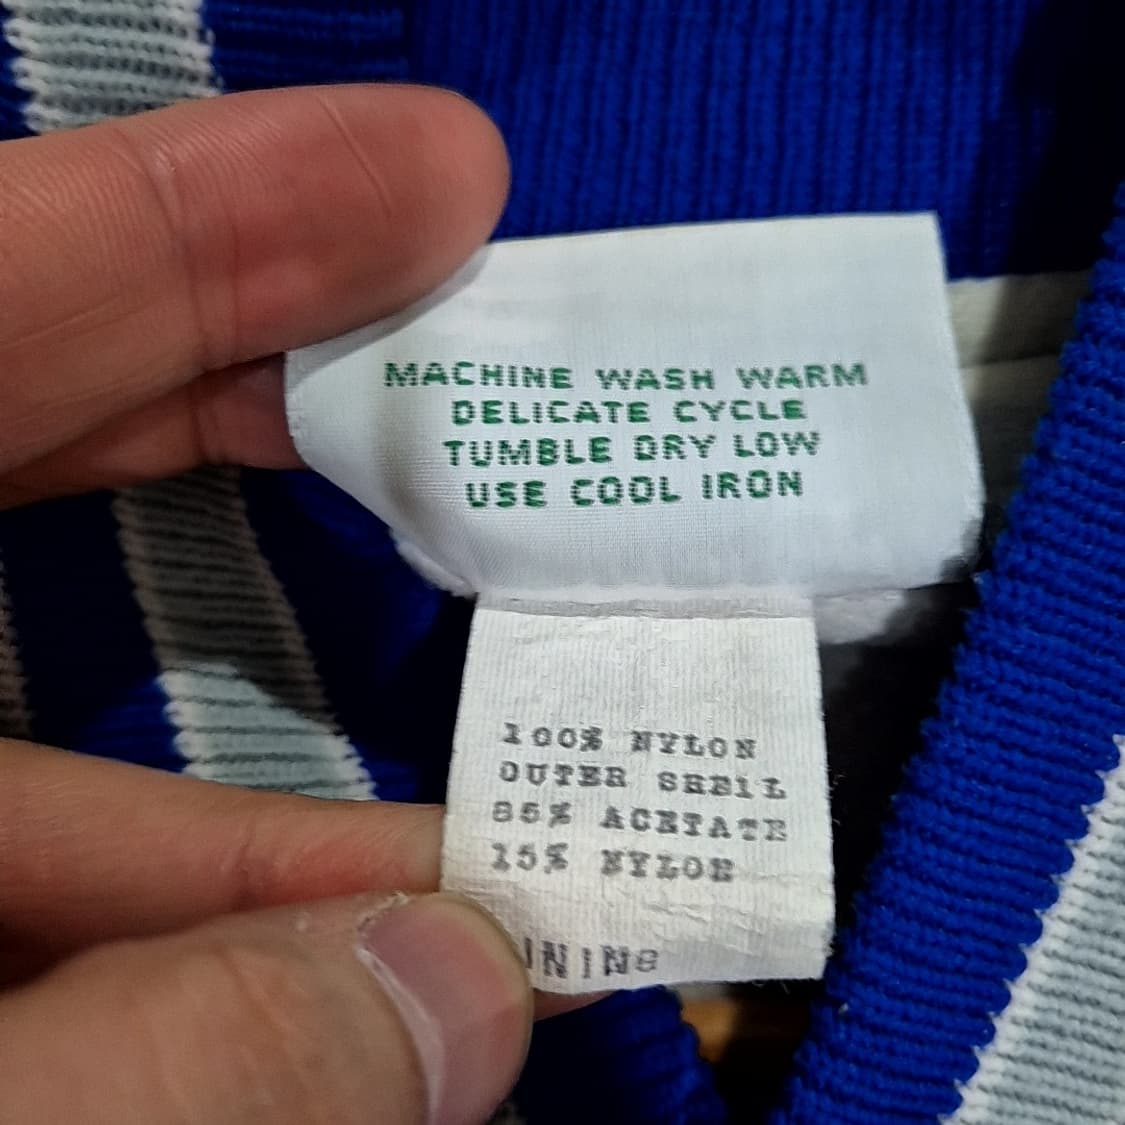 MACHINE WASH WARM
DELICATE CYCLE
TUMBLE DRY LOW
USE COOL IRON
100% NYLON
OUTER SHELL
85% ACETATE
15% NYLON
INING